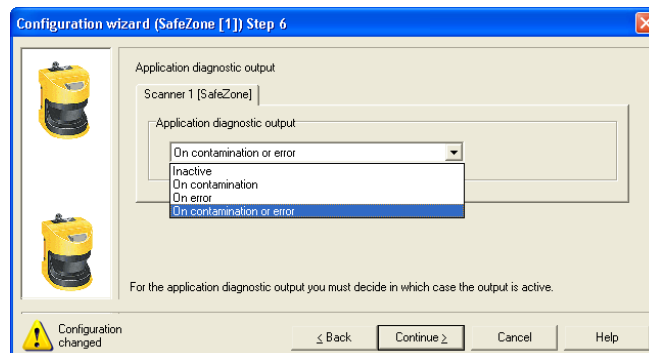 Configuration wizard (SafeZone [1]) Step 6
Application diagnostic output
Scanner 1 [SafeZone]
Application diagnostic output
On contamination or error
Inactive
On contamination
On error
On contamination or error
For the application diagnostic output you must decide in which case the output is active.
Configuration
changed
< Back
Continue >
Cancel
Help